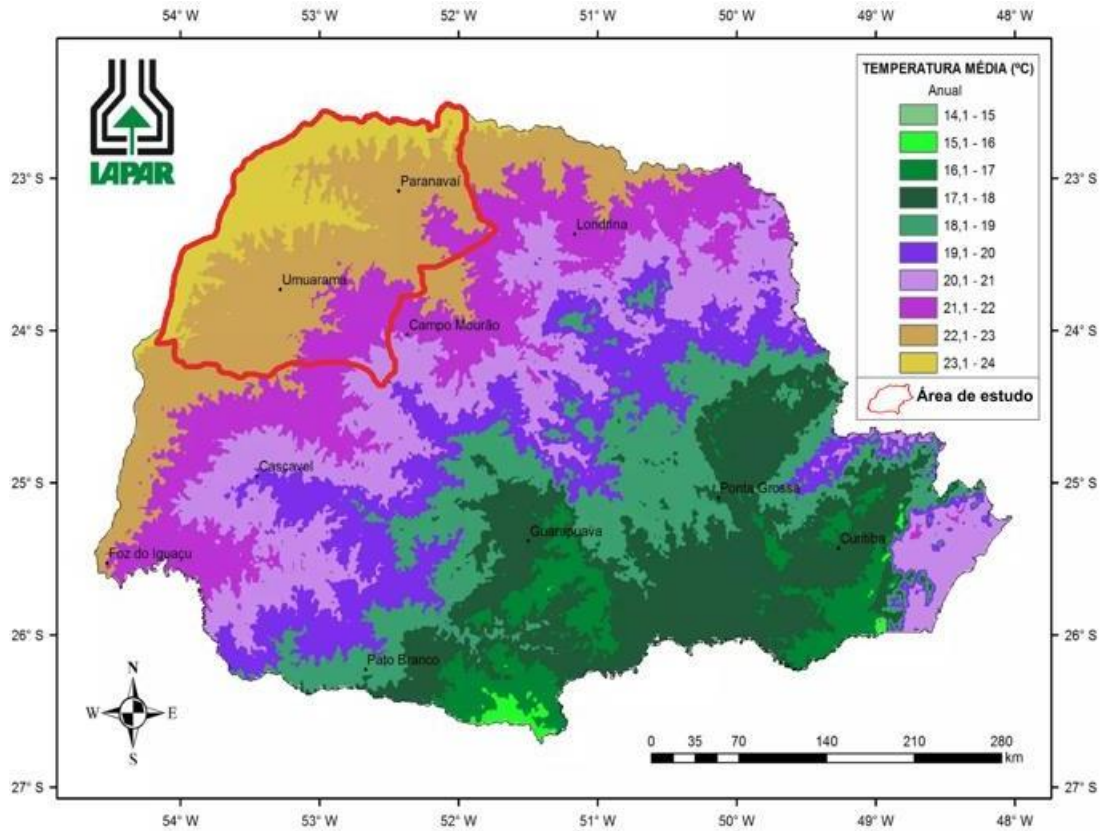 54° W 53° W 52° W 51° W 50° W 49° W 48° W
IAPAR
TEMPERATURA MÉDIA (ºC)
Anual
14,1 - 15
15,1 - 16
16,1 - 17
17,1 - 18
18,1 - 19
19,1 - 20
20,1 - 21
21,1 - 22
22,1 - 23
23,1 - 24
Área de estudo
23° S 23° S
Paranavaí
Londrina
Umuarama
24° S 24° S
Campo Mourão
Cascavel
25° S 25° S
Ponta Grossa
Guarapuava
Curitiba
Foz do Iguaçu
26° S 26° S
Pato Branco
N
W E
S
0 35 70 140 210 280
km
27° S 27° S
54° W 53° W 52° W 51° W 50° W 49° W 48° W